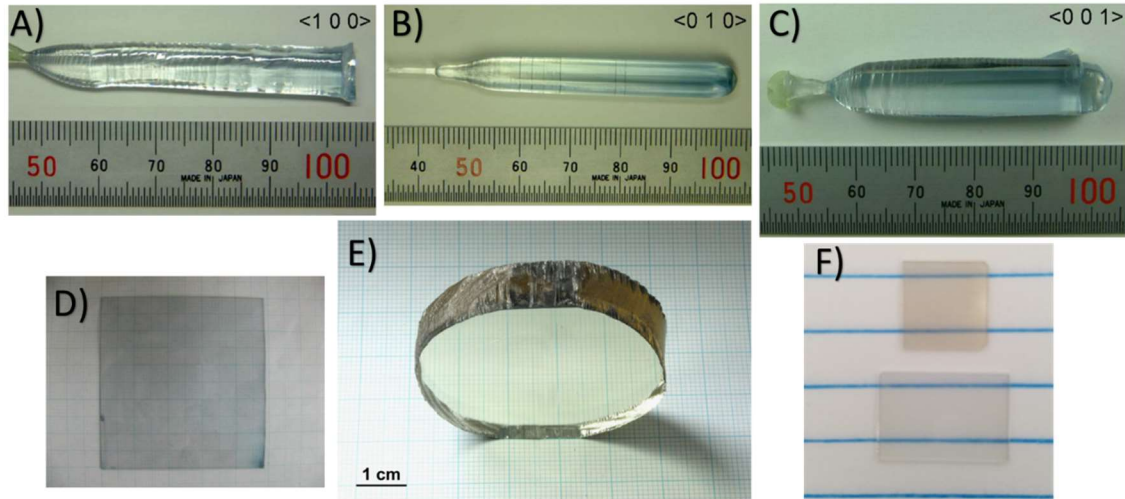 A)
<1 0 0>
50 60 70 80 90 100
MADE IN JAPAN
B)
<0 1 0>
40 50 60 70 80 90 100
MADE IN JAPAN
C)
<0 0 1>
50 60 70 80 90 100
MADE IN JAPAN
D)
E)
1 cm
F)